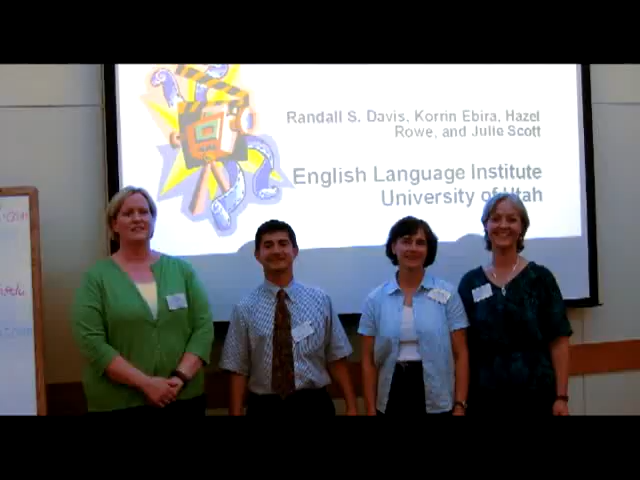 Randall S. Davis, Korrin Ebira, Hazel
Rowe, and Julie Scott
English Language Institute
University of Utah